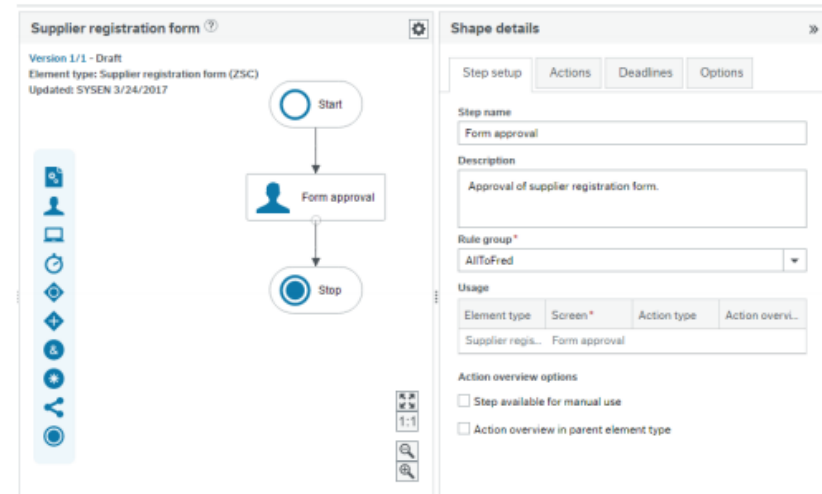 Supplier registration form ?
Version 1/1 - Draft
Element type: Supplier registration form (ZSC)
Updated: SYSEN 3/24/2017
Start
Form approval
Stop
&
1:1
Shape details »
Step setup Actions Deadlines Options
Step name
Form approval
Description
Approval of supplier registration form.
Rule group*
AllToFred
Usage
Element type Screen* Action type Action overvi...
Supplier regis... Form approval
Action overview options
Step available for manual use
Action overview in parent element type